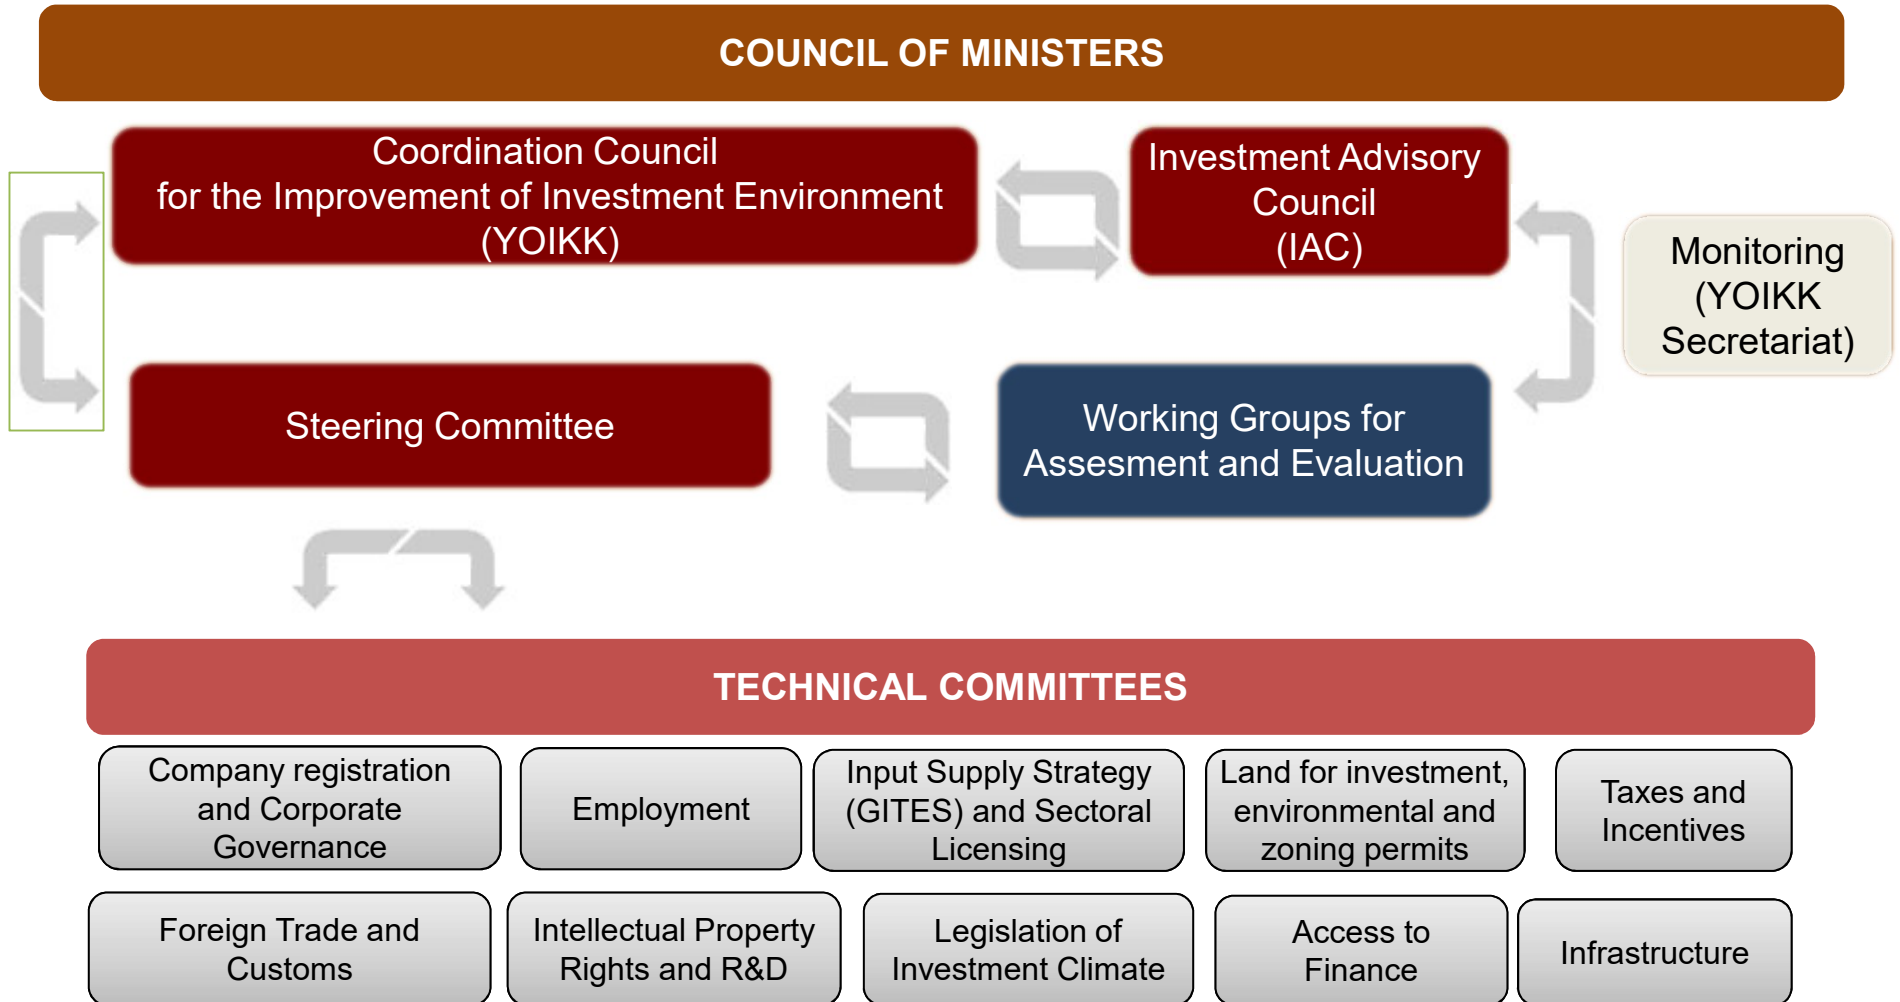 COUNCIL OF MINISTERS
Coordination Council
for the Improvement of Investment Environment
(YOIKK)
Investment Advisory
Council
(IAC)
Monitoring
(YOIKK
Secretariat)
Steering Committee
Working Groups for
Assesment and Evaluation
TECHNICAL COMMITTEES
Company registration
and Corporate
Governance
Employment
Input Supply Strategy
(GITES) and Sectoral
Licensing
Land for investment,
environmental and
zoning permits
Taxes and
Incentives
Foreign Trade and
Customs
Intellectual Property
Rights and R&D
Legislation of
Investment Climate
Access to
Finance
Infrastructure